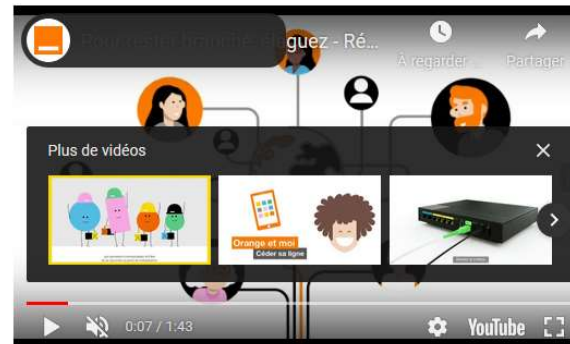 Pour rester branché, élaguez - Ré...
À regarder ...
Partager
Plus de vidéos
Orange et moi
Céder sa ligne
0:07 / 1:43
YouTube